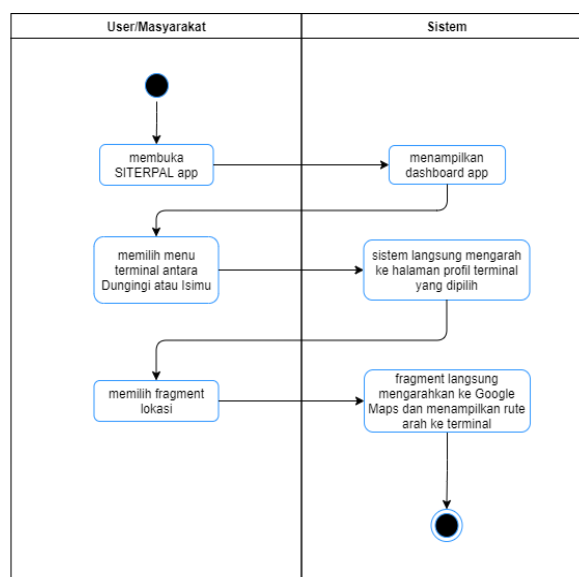 User/Masyarakat
Sistem
membuka
SITERPAL app
menampilkan
dashboard app
memilih menu
terminal antara
Dungingi atau Isimu
sistem langsung mengarah
ke halaman profil terminal
yang dipilih
memilih fragment
lokasi
fragment langsung
mengarahkan ke Google
Maps dan menampilkan rute
arah ke terminal